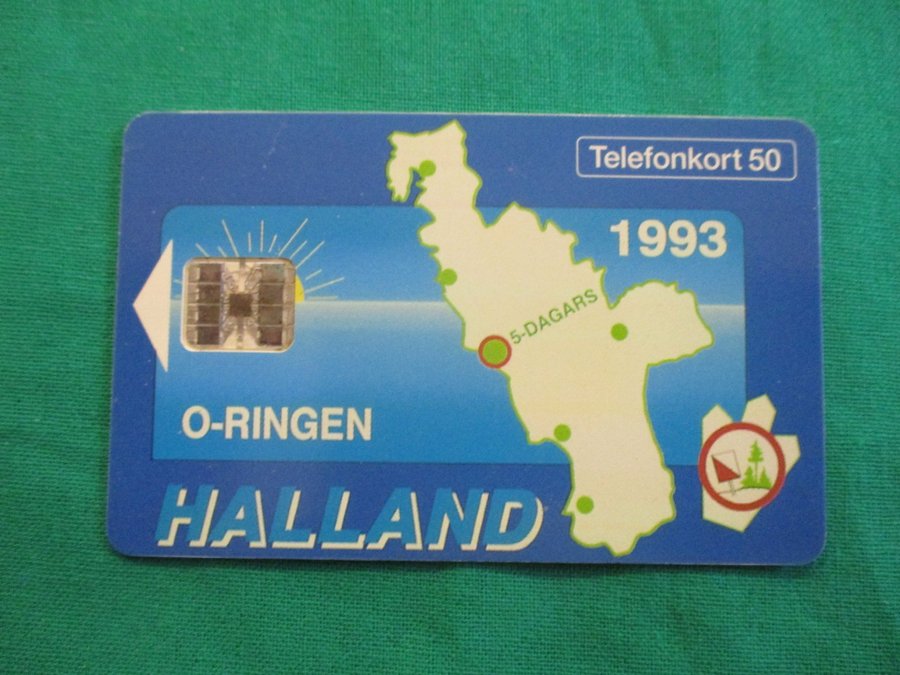 Telefonkort 50
1993
5-DAGARS
O-RINGEN
HALLAND